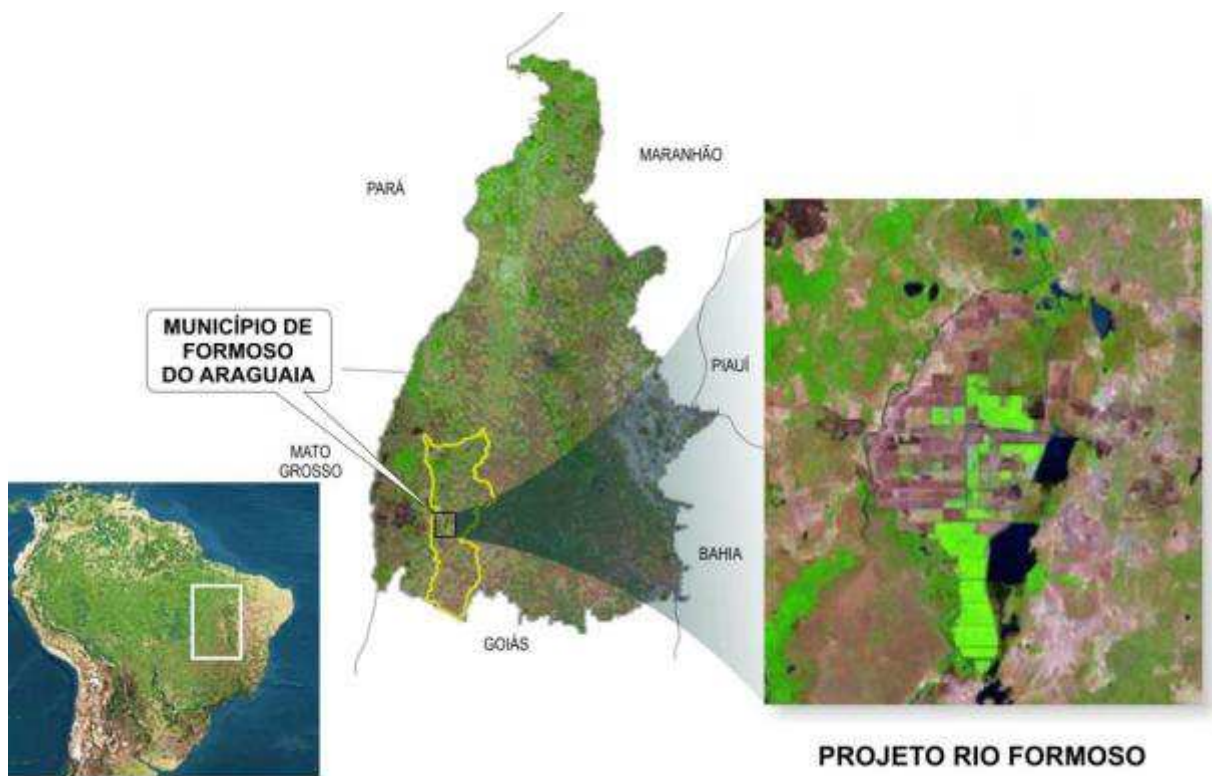 MARANHÃO
PARÁ
MUNICÍPIO DE
FORMOSO
DO ARAGUAIA
PIAUÍ
MATO
GROSSO
BAHIA
GOIÁS
PROJETO RIO FORMOSO